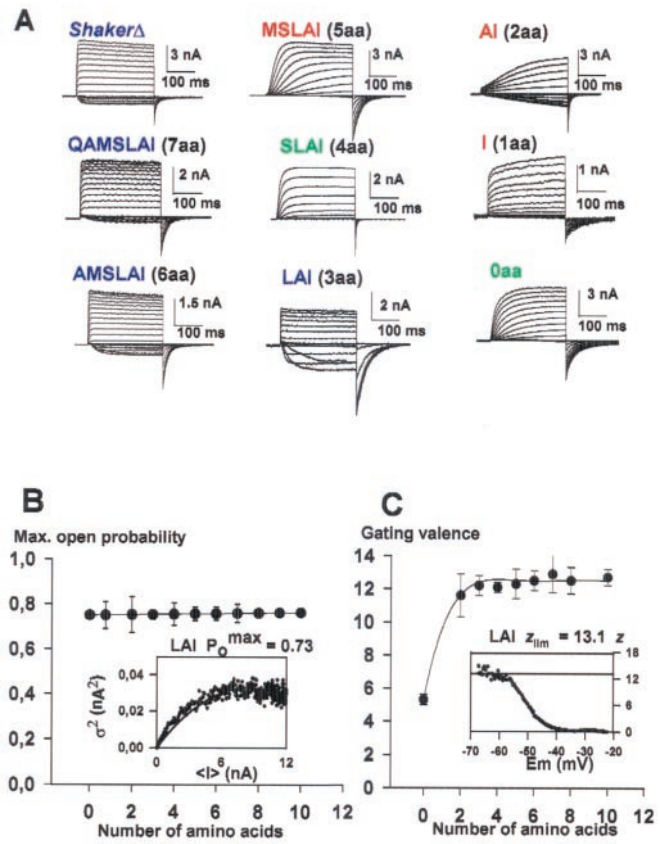 A
ShakerΔ
3 nA
100 ms
MSLAI (5aa)
3 nA
100 ms
AI (2aa)
3 nA
100 ms
QAMSLAI (7aa)
2 nA
100 ms
SLAI (4aa)
2 nA
100 ms
I (1aa)
1 nA
100 ms
AMSLAI (6aa)
1.5 nA
100 ms
LAI (3aa)
2 nA
100 ms
0aa
3 nA
100 ms
B
Max. open probability
1,0
0,8
0,6
0,4
0,2
0,0
0 2 4 6 8 10 12
Number of amino acids
LAI Po max = 0.73
σ² (nA²)
0,04
0,02
0,00
0 6 12
<I> (nA)
C
Gating valence
14
12
10
8
6
4
2
0
0 2 4 6 8 10 12
Number of amino acids
LAI zlim = 13.1 z
18
12
6
0
-70 -60 -50 -40 -30 -20
Em (mV)